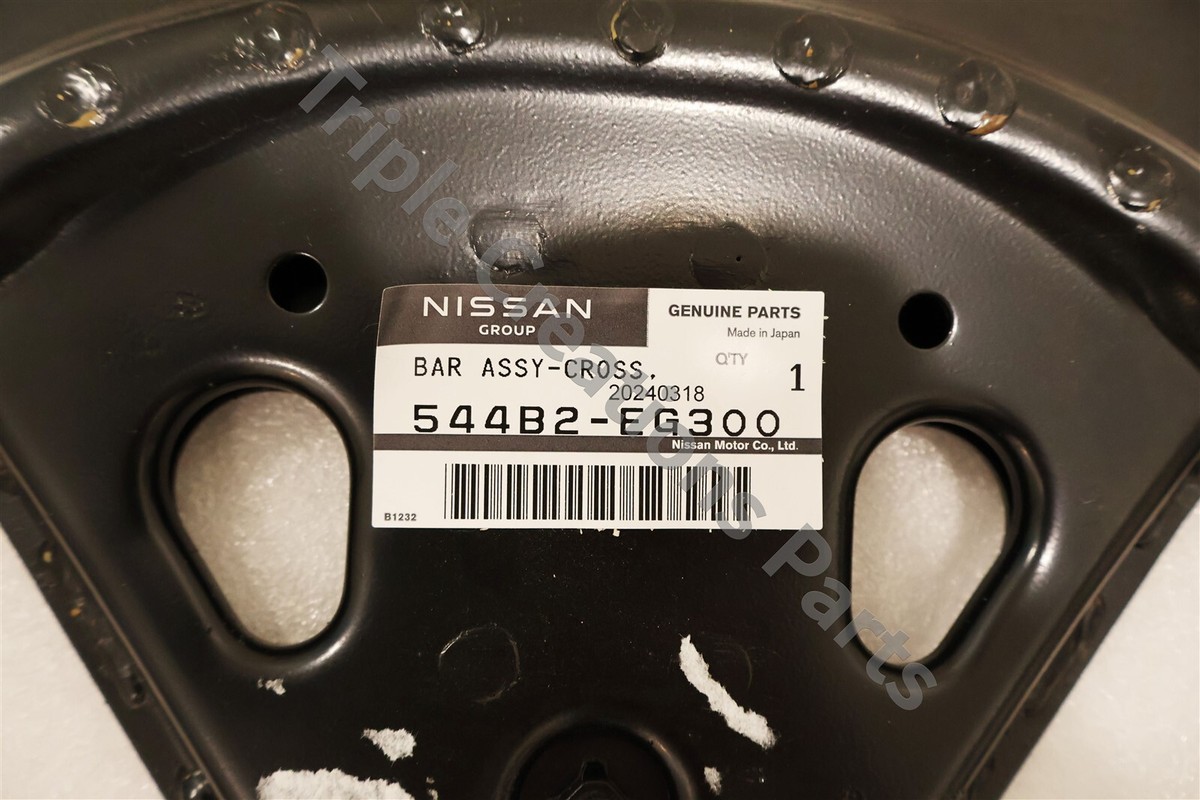 NISSAN
GROUP
GENUINE PARTS
Made in Japan
BAR ASSY-CROSS,
Q'TY
1
20240318
544B2-EG300
Nissan Motor Co., Ltd.
B1232
Triple Creations Parts